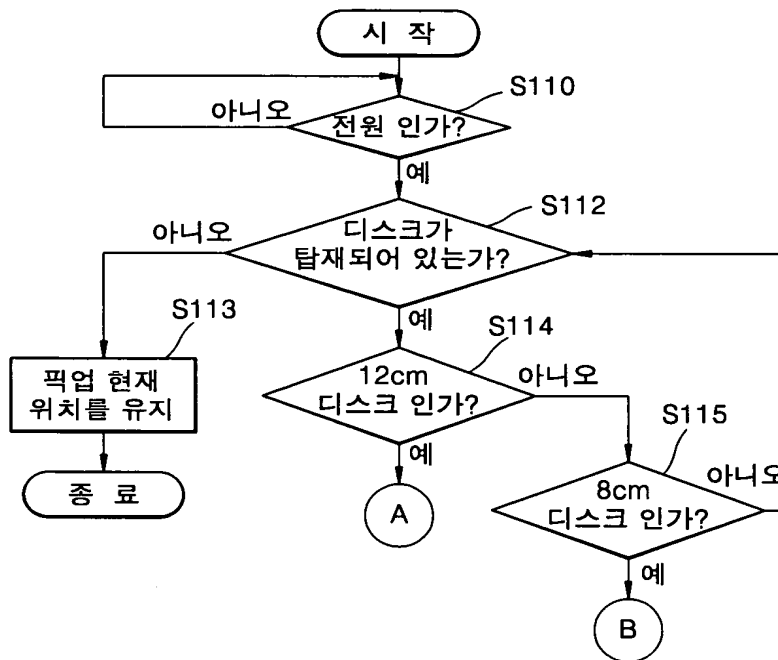 시 작
S110
아니오
전원 인가?
예
S112
아니오
디스크가
탑재되어 있는가?
S113
예
S114
픽업 현재
위치를 유지
12cm
디스크 인가?
아니오
S115
예
종 료
A
8cm
디스크 인가?
아니오
예
B